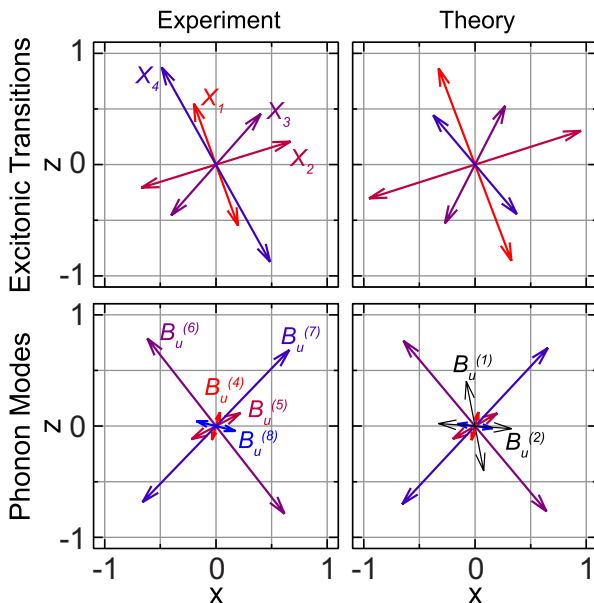 Experiment Theory
Excitonic Transitions
Z
1
0
-1
X₄
X₁
X₃
X₂
Phonon Modes
Z
1
0
-1
Bᵤ⁽⁶⁾
Bᵤ⁽⁷⁾
Bᵤ⁽⁴⁾
Bᵤ⁽⁵⁾
Bᵤ⁽⁸⁾
Bᵤ⁽¹⁾
Bᵤ⁽²⁾
-1 0 1 -1 0 1
x x